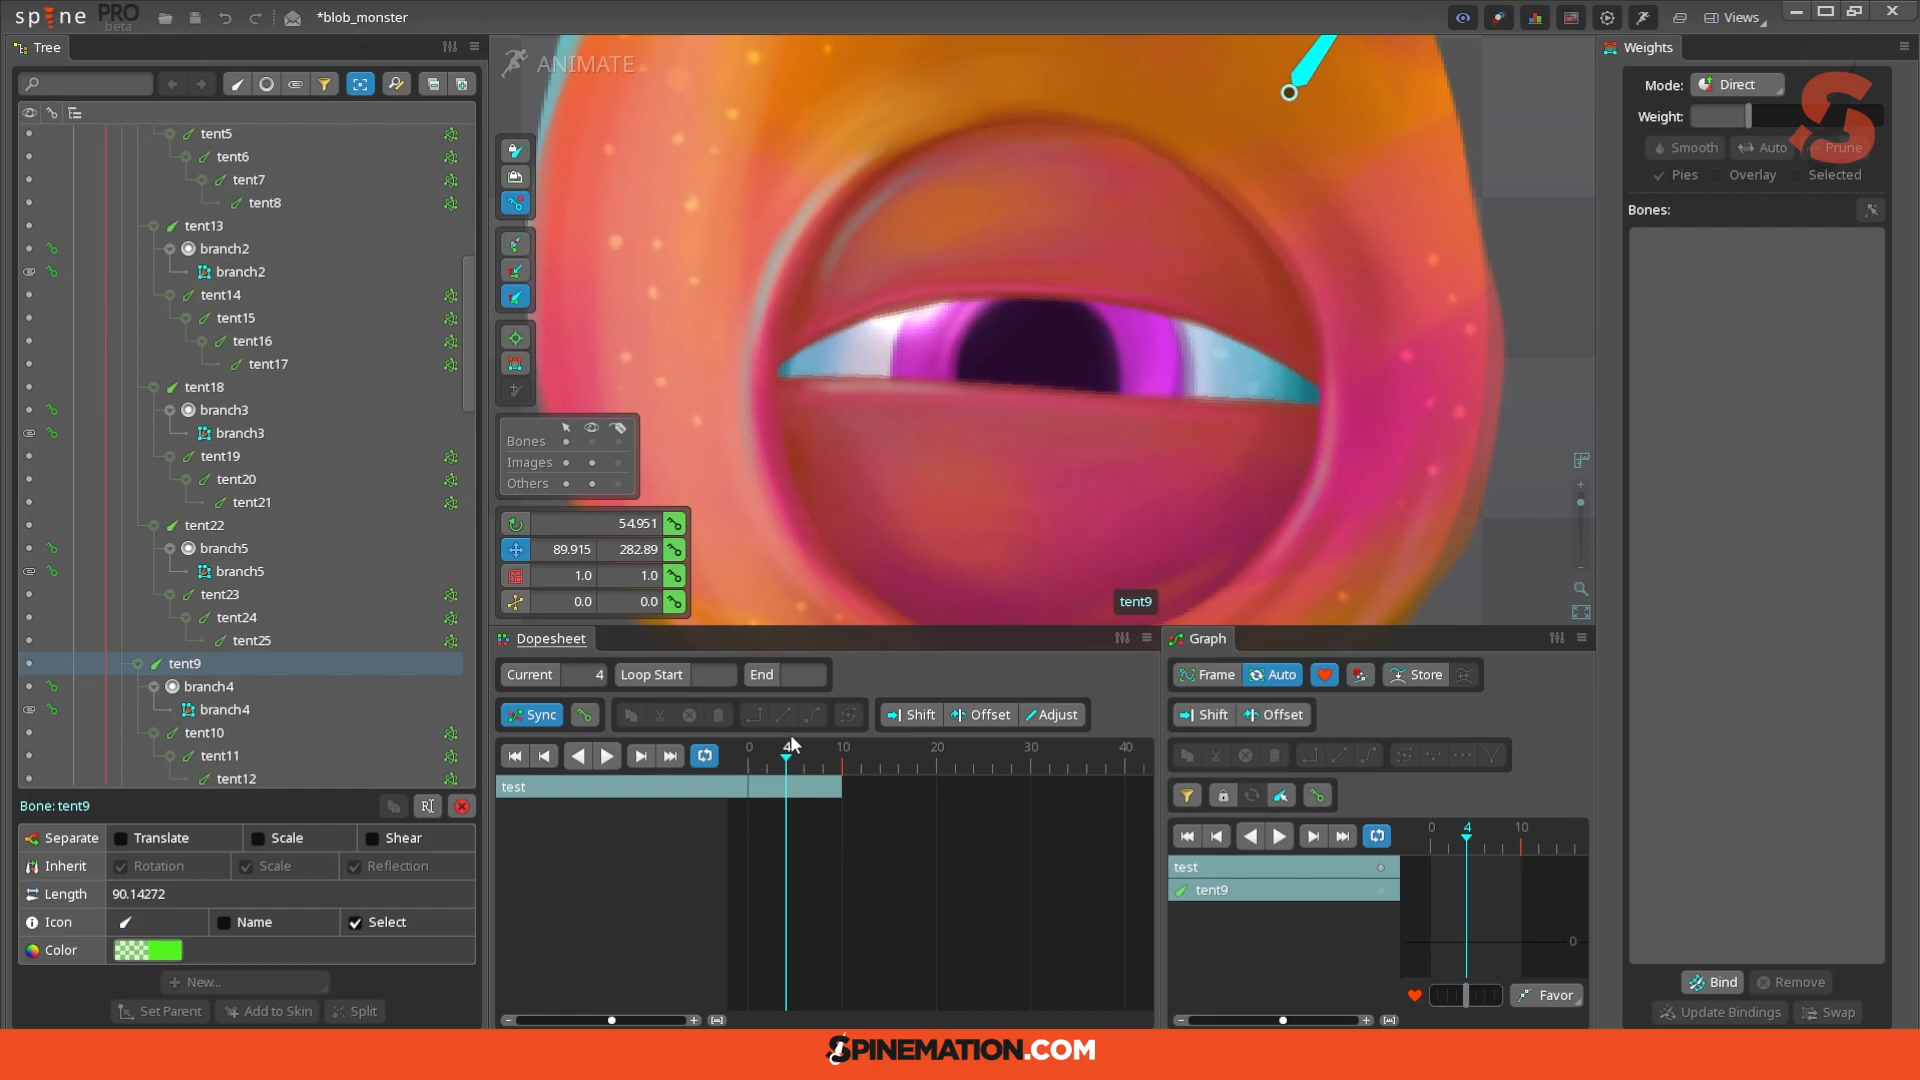 spine PRO beta
*blob_monster
Views
Tree
ANIMATE
Weights
Mode: Direct
Weight:
Smooth Auto Prune
Pies Overlay Selected
Bones:
tent5
tent6
tent7
tent8
tent13
branch2
branch2
tent14
tent15
tent16
tent17
tent18
branch3
branch3
tent19
tent20
tent21
tent22
branch5
branch5
tent23
tent24
tent25
tent9
branch4
branch4
tent10
tent11
tent12
Bones
Images
Others
54.951
89.915 282.89
1.0 1.0
0.0 0.0
tent9
Dopesheet
Current 4 Loop Start End
Sync Shift Offset Adjust
0 4 10 20 30 40
test
Graph
Frame Auto Store
Shift Offset
0 4 10
test
tent9
0
Favor
Bone: tent9
Separate Translate Scale Shear
Inherit Rotation Scale Reflection
Length 90.14272
Icon Name Select
Color
New...
Set Parent Add to Skin Split
Bind Remove
Update Bindings Swap
SPINEMATION.COM